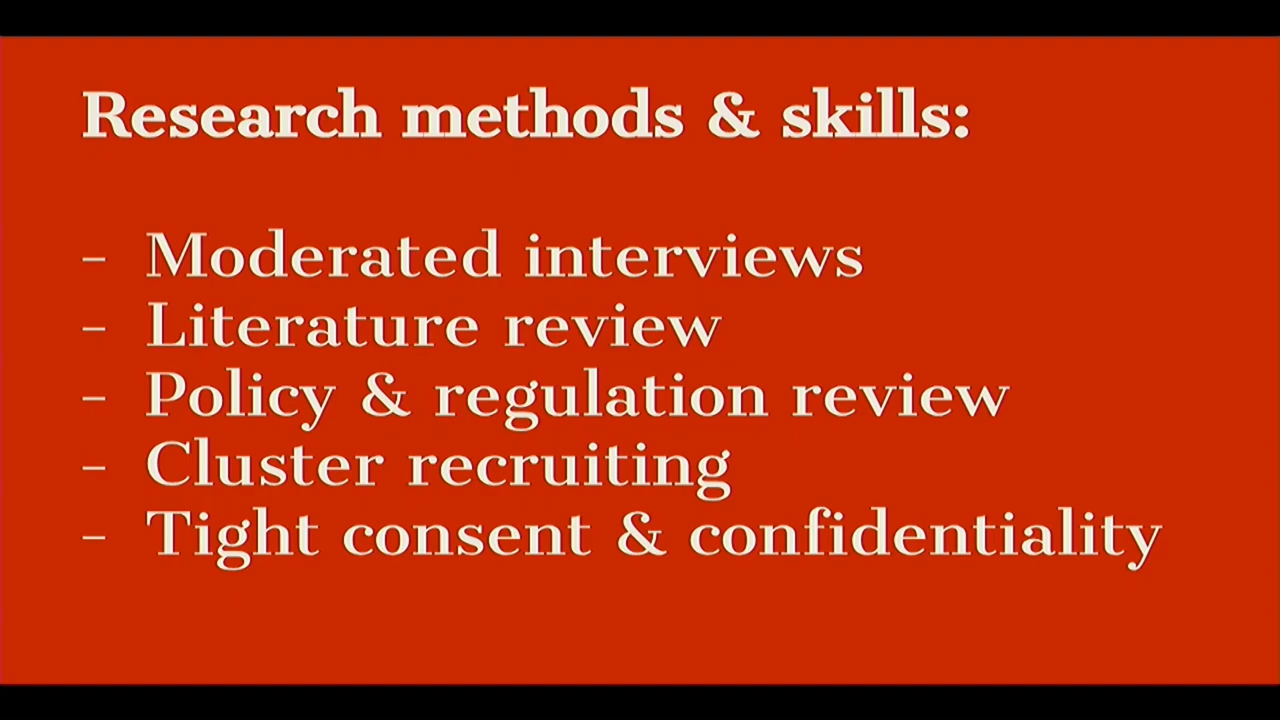 Research methods & skills:
- Moderated interviews
- Literature review
- Policy & regulation review
- Cluster recruiting
- Tight consent & confidentiality